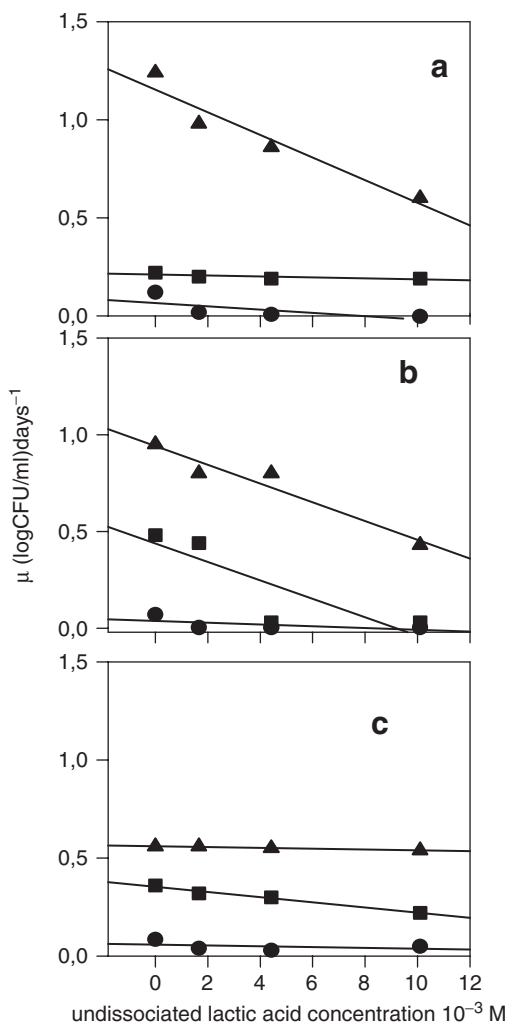 1,5
a
1,0
0,5
0,0
1,5
b
1,0
0,5
0,0
1,5
c
1,0
0,5
0,0
0 2 4 6 8 10 12
undissociated lactic acid concentration 10⁻³ M
μ (logCFU/ml)days⁻¹